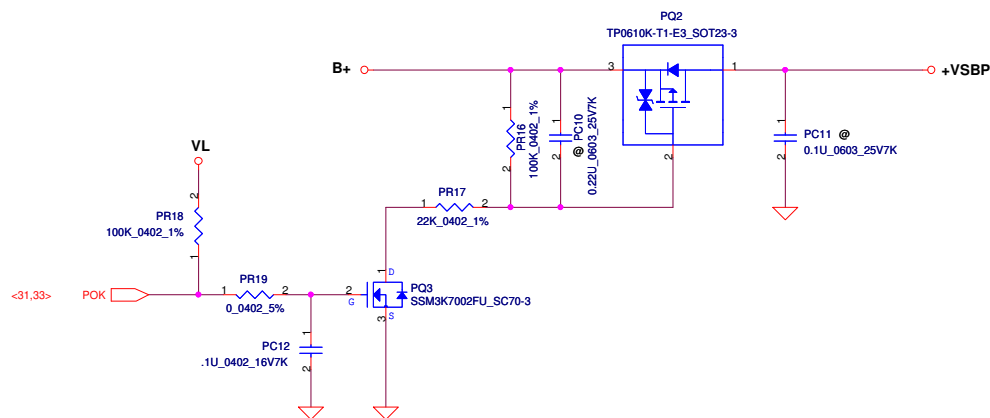 PQ2
TP0610K-T1-E3_SOT23-3
B+
3
1
+VSBP
1
PR16
100K_0402_1%
2
1
@ PC10
0.22U_0603_25V7K
2
2
1
PC11 @
0.1U_0603_25V7K
2
VL
2
PR18
100K_0402_1%
1
PR17
1
2
22K_0402_1%
<31,33>
POK
PR19
1
2
0_0402_5%
1
D
2
G
PQ3
SSM3K7002FU_SC70-3
3
S
1
PC12
.1U_0402_16V7K
2